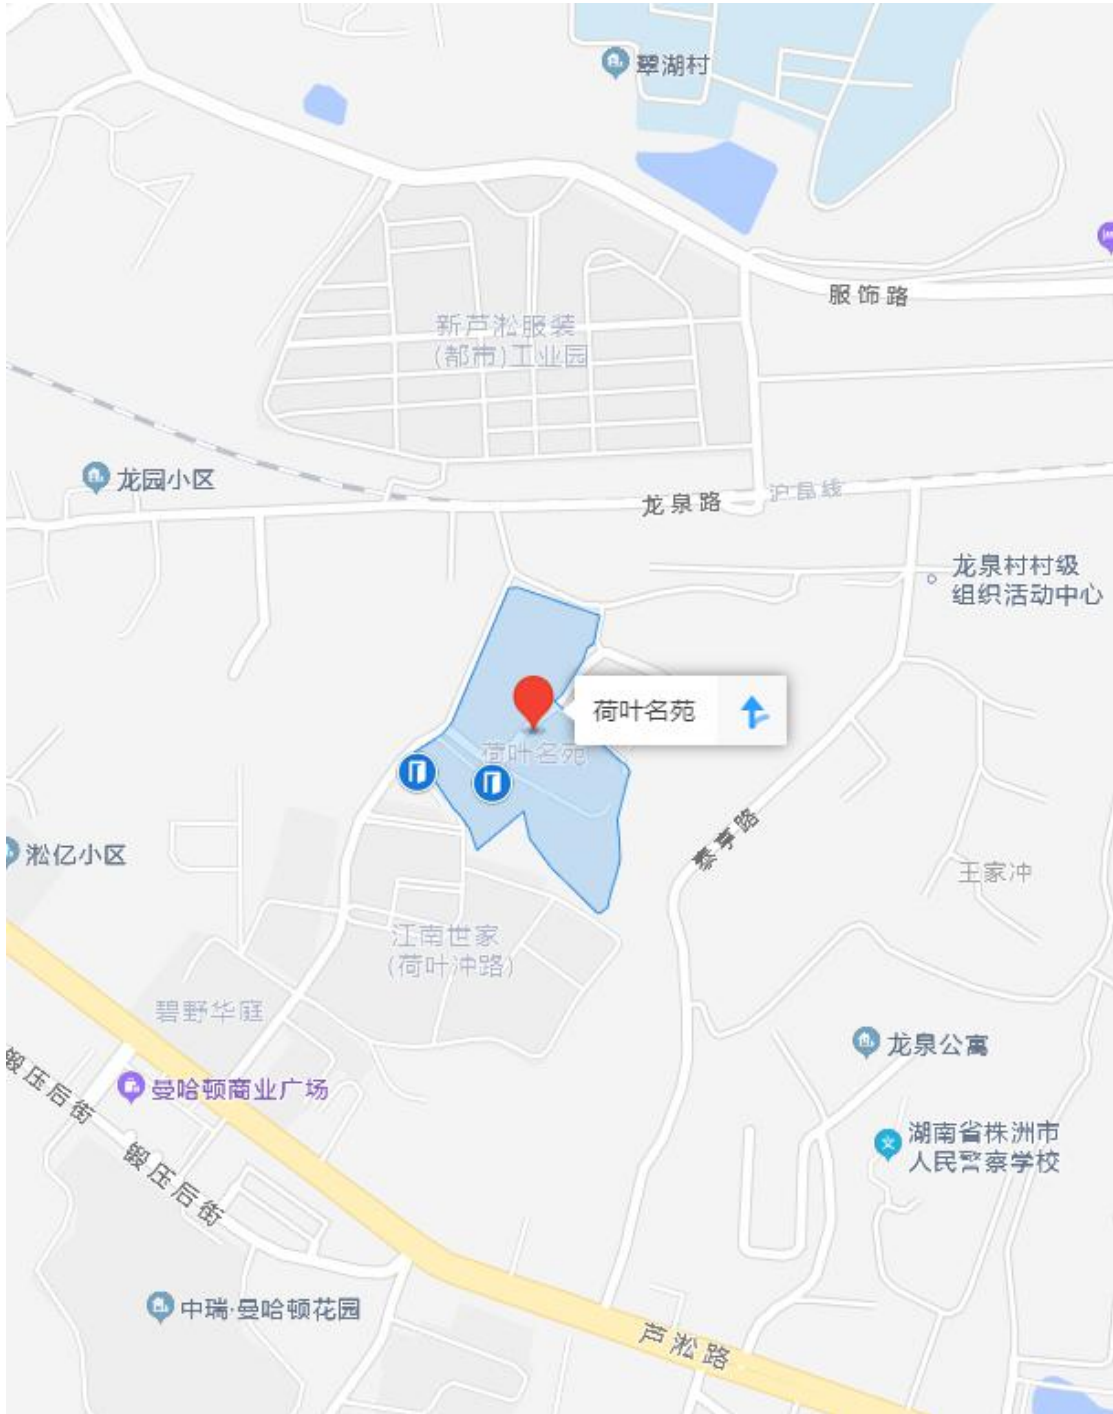 翠湖村
服饰路
新芦淞服装
(都市)工业园
龙园小区
龙泉路
沪昆线
龙泉村村级
组织活动中心
荷叶名苑
荷叶名苑
淞亿小区
王家冲
江南世家
(荷叶冲路)
碧野华庭
龙泉公寓
锻压后街
曼哈顿商业广场
湖南省株洲市
人民警察学校
锻压后街
中瑞·曼哈顿花园
芦淞路